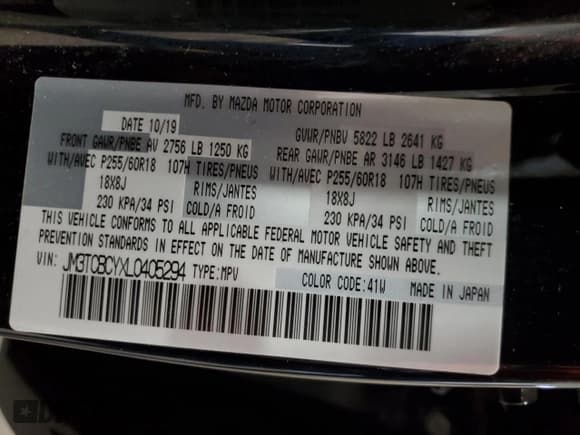 MFD. BY MAZDA MOTOR CORPORATION
DATE 10/19 GVWR/PNBV 5822 LB 2641 KG
FRONT GAWR/PNBE AV 2756 LB 1250 KG REAR GAWR/PNBE AR 3146 LB 1427 KG
WITH/AVEC P255/60R18 107H TIRES/PNEUS WITH/AVEC P255/60R18 107H TIRES/PNEUS
18X8J RIMS/JANTES 18X8J RIMS/JANTES
230 KPA/34 PSI COLD/A FROID 230 KPA/34 PSI COLD/A FROID
THIS VEHICLE CONFORMS TO ALL APPLICABLE FEDERAL MOTOR VEHICLE SAFETY AND THEFT
PREVENTION STANDARDS IN EFFECT ON THE DATE OF MANUFACTURE SHOWN ABOVE.
VIN: JM3TCBCYXL0405294 TYPE:MPV COLOR CODE:41W MADE IN JAPAN